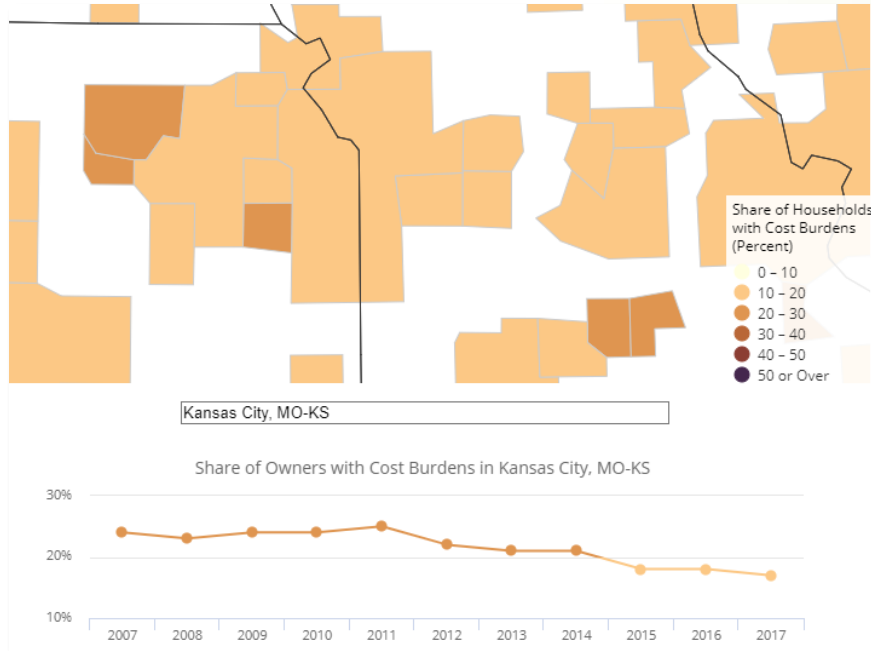 Share of Households
with Cost Burdens
(Percent)
0 – 10
10 – 20
20 – 30
30 – 40
40 – 50
50 or Over
Kansas City, MO-KS
Share of Owners with Cost Burdens in Kansas City, MO-KS
30%
20%
10%
2007 2008 2009 2010 2011 2012 2013 2014 2015 2016 2017